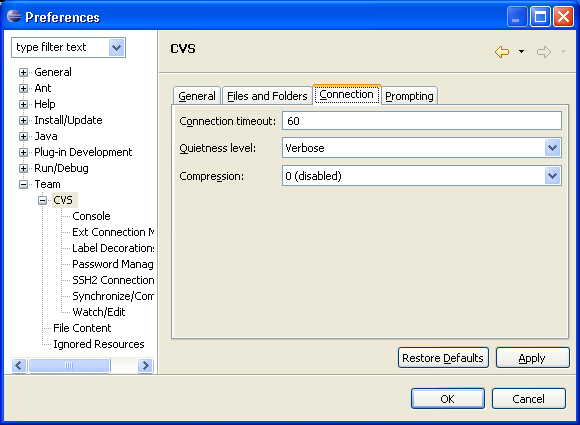 Preferences
type filter text
General
Ant
Help
Install/Update
Java
Plug-in Development
Run/Debug
Team
CVS
Console
Ext Connection M
Label Decorations
Password Manag
SSH2 Connection
Synchronize/Com
Watch/Edit
File Content
Ignored Resources
CVS
General Files and Folders Connection Prompting
Connection timeout: 60
Quietness level: Verbose
Compression: 0 (disabled)
Restore Defaults Apply
OK Cancel